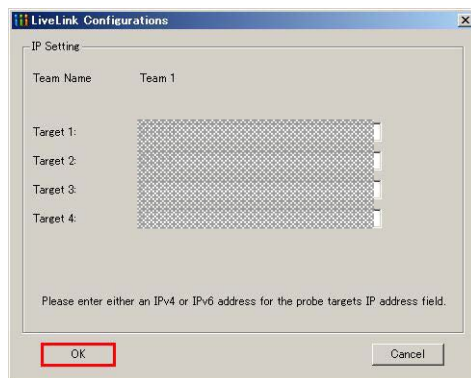 LiveLink Configurations
IP Setting
Team Name Team 1
Target 1:
Target 2:
Target 3:
Target 4:
Please enter either an IPv4 or IPv6 address for the probe targets IP address field.
OK Cancel